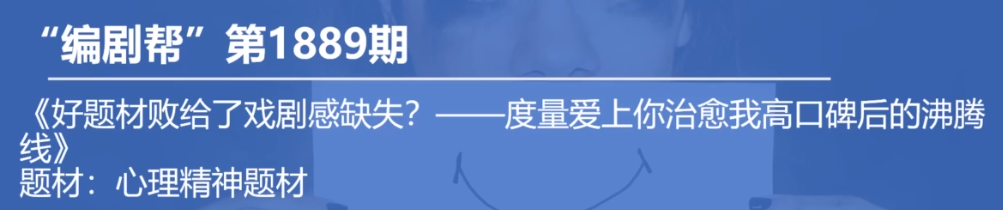 “编剧帮”第1889期
《好题材败给了戏剧感缺失？——度量爱上你治愈我高口碑后的沸腾
线》
题材：心理精神题材